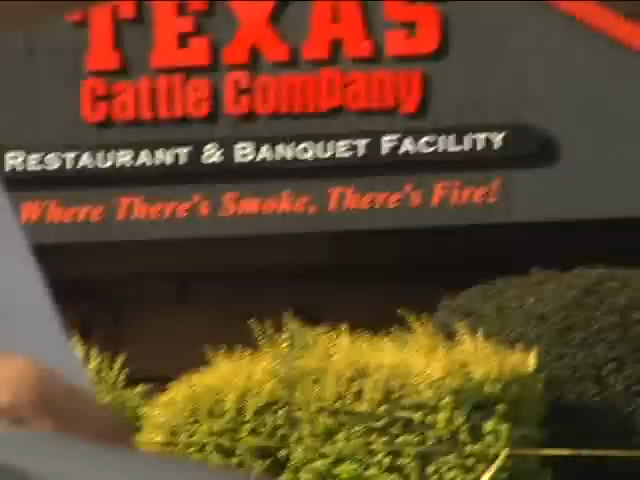 TEXAS
Cattle Company
RESTAURANT & BANQUET FACILITY
Where There's Smoke, There's Fire!